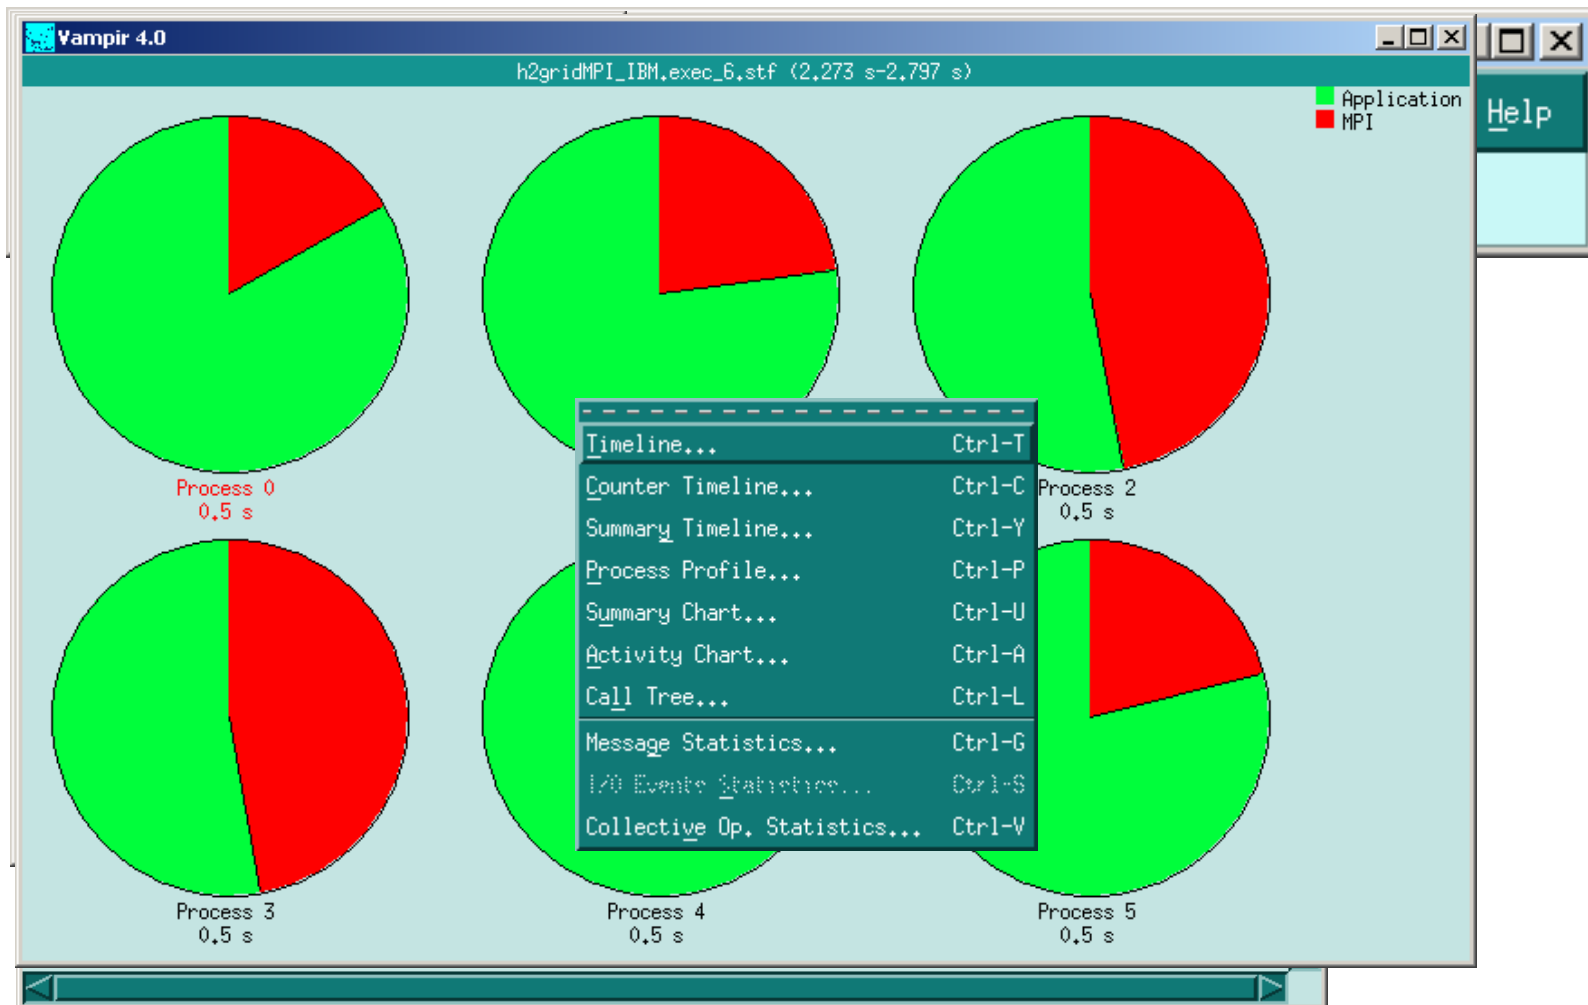 Vampir 4.0
h2gridMPI_IBM.exec_6.stf (2.273 s-2.797 s)
Application
MPI
Help
Timeline... Ctrl-T
Counter Timeline... Ctrl-C
Summary Timeline... Ctrl-Y
Process Profile... Ctrl-P
Summary Chart... Ctrl-U
Activity Chart... Ctrl-A
Call Tree... Ctrl-L
Message Statistics... Ctrl-G
I/O Events Statistics... Ctrl-S
Collective Op. Statistics... Ctrl-V
Process 0
0.5 s
Process 2
0.5 s
Process 3
0.5 s
Process 4
0.5 s
Process 5
0.5 s